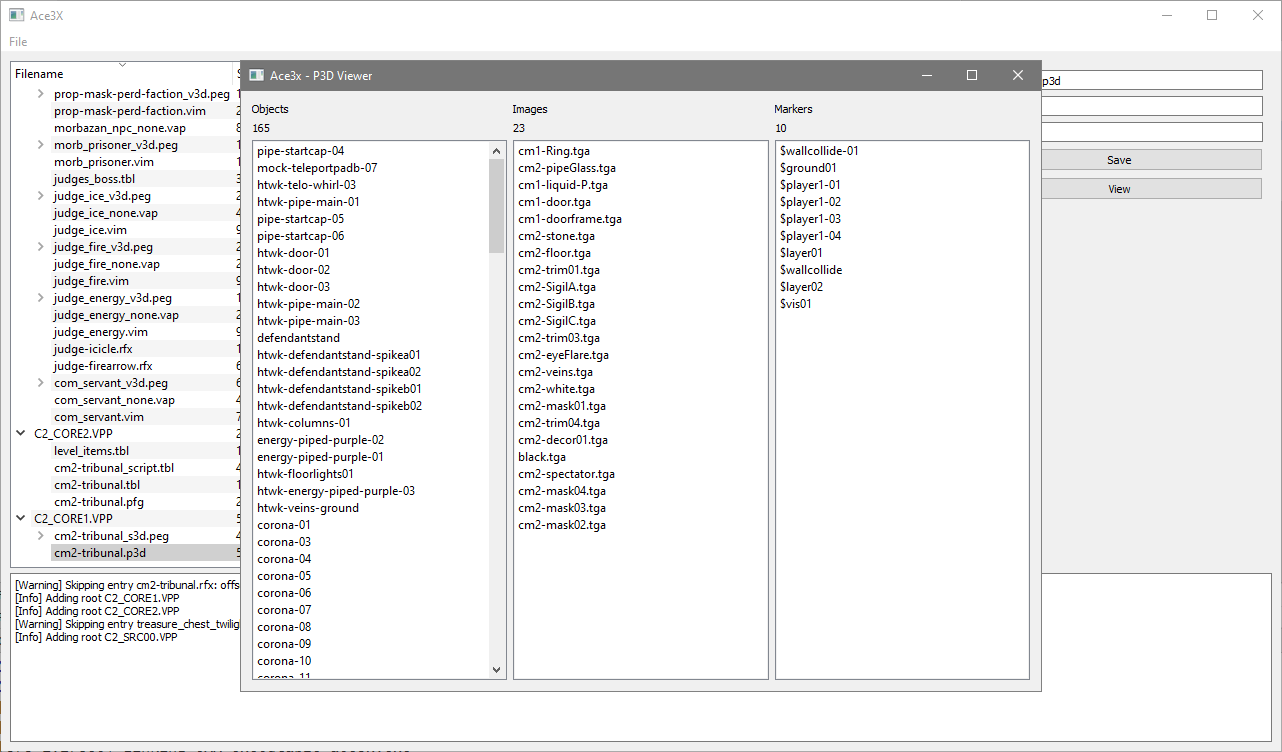 Ace3X
File
Filename
prop-mask-perd-faction_v3d.peg
prop-mask-perd-faction.vim
morbazan_npc_none.vap
morb_prisoner_v3d.peg
morb_prisoner.vim
judges_boss.tbl
judge_ice_v3d.peg
judge_ice_none.vap
judge_ice.vim
judge_fire_v3d.peg
judge_fire_none.vap
judge_fire.vim
judge_energy_v3d.peg
judge_energy_none.vap
judge_energy.vim
judge-icicle.rfx
judge-firearrow.rfx
com_servant_v3d.peg
com_servant_none.vap
com_servant.vim
C2_CORE2.VPP
level_items.tbl
cm2-tribunal_script.tbl
cm2-tribunal.tbl
cm2-tribunal.pfg
C2_CORE1.VPP
cm2-tribunal_s3d.peg
cm2-tribunal.p3d
Ace3x - P3D Viewer
Objects
165
pipe-startcap-04
mock-teleportpadb-07
htwk-telo-whirl-03
htwk-pipe-main-01
pipe-startcap-05
pipe-startcap-06
htwk-door-01
htwk-door-02
htwk-door-03
htwk-pipe-main-02
htwk-pipe-main-03
defendantstand
htwk-defendantstand-spikea01
htwk-defendantstand-spikea02
htwk-defendantstand-spikeb01
htwk-defendantstand-spikeb02
htwk-columns-01
energy-piped-purple-02
energy-piped-purple-01
htwk-floorlights01
htwk-energy-piped-purple-03
htwk-veins-ground
corona-01
corona-03
corona-04
corona-05
corona-06
corona-07
corona-08
corona-09
corona-10
corona-11
Images
23
cm1-Ring.tga
cm2-pipeGlass.tga
cm1-liquid-P.tga
cm1-door.tga
cm1-doorframe.tga
cm2-stone.tga
cm2-floor.tga
cm2-trim01.tga
cm2-SigilA.tga
cm2-SigilB.tga
cm2-SigilC.tga
cm2-trim03.tga
cm2-eyeFlare.tga
cm2-veins.tga
cm2-white.tga
cm2-mask01.tga
cm2-trim04.tga
cm2-decor01.tga
black.tga
cm2-spectator.tga
cm2-mask04.tga
cm2-mask03.tga
cm2-mask02.tga
Markers
10
$wallcollide-01
$ground01
$player1-01
$player1-02
$player1-03
$player1-04
$layer01
$wallcollide
$layer02
$vis01
p3d
Save
View
[Warning] Skipping entry cm2-tribunal.rfx: offs
[Info] Adding root C2_CORE1.VPP
[Info] Adding root C2_CORE2.VPP
[Warning] Skipping entry treasure_chest_twilig
[Info] Adding root C2_SRC00.VPP